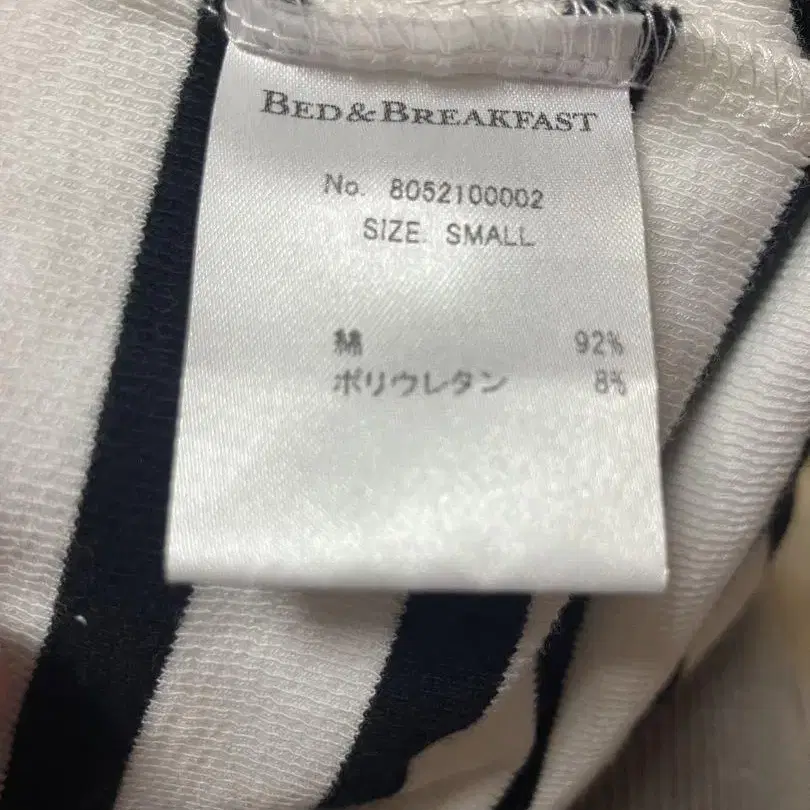 BED&BREAKFAST
No. 8052100002
SIZE. SMALL
綿 92%
ポリウレタン 8%